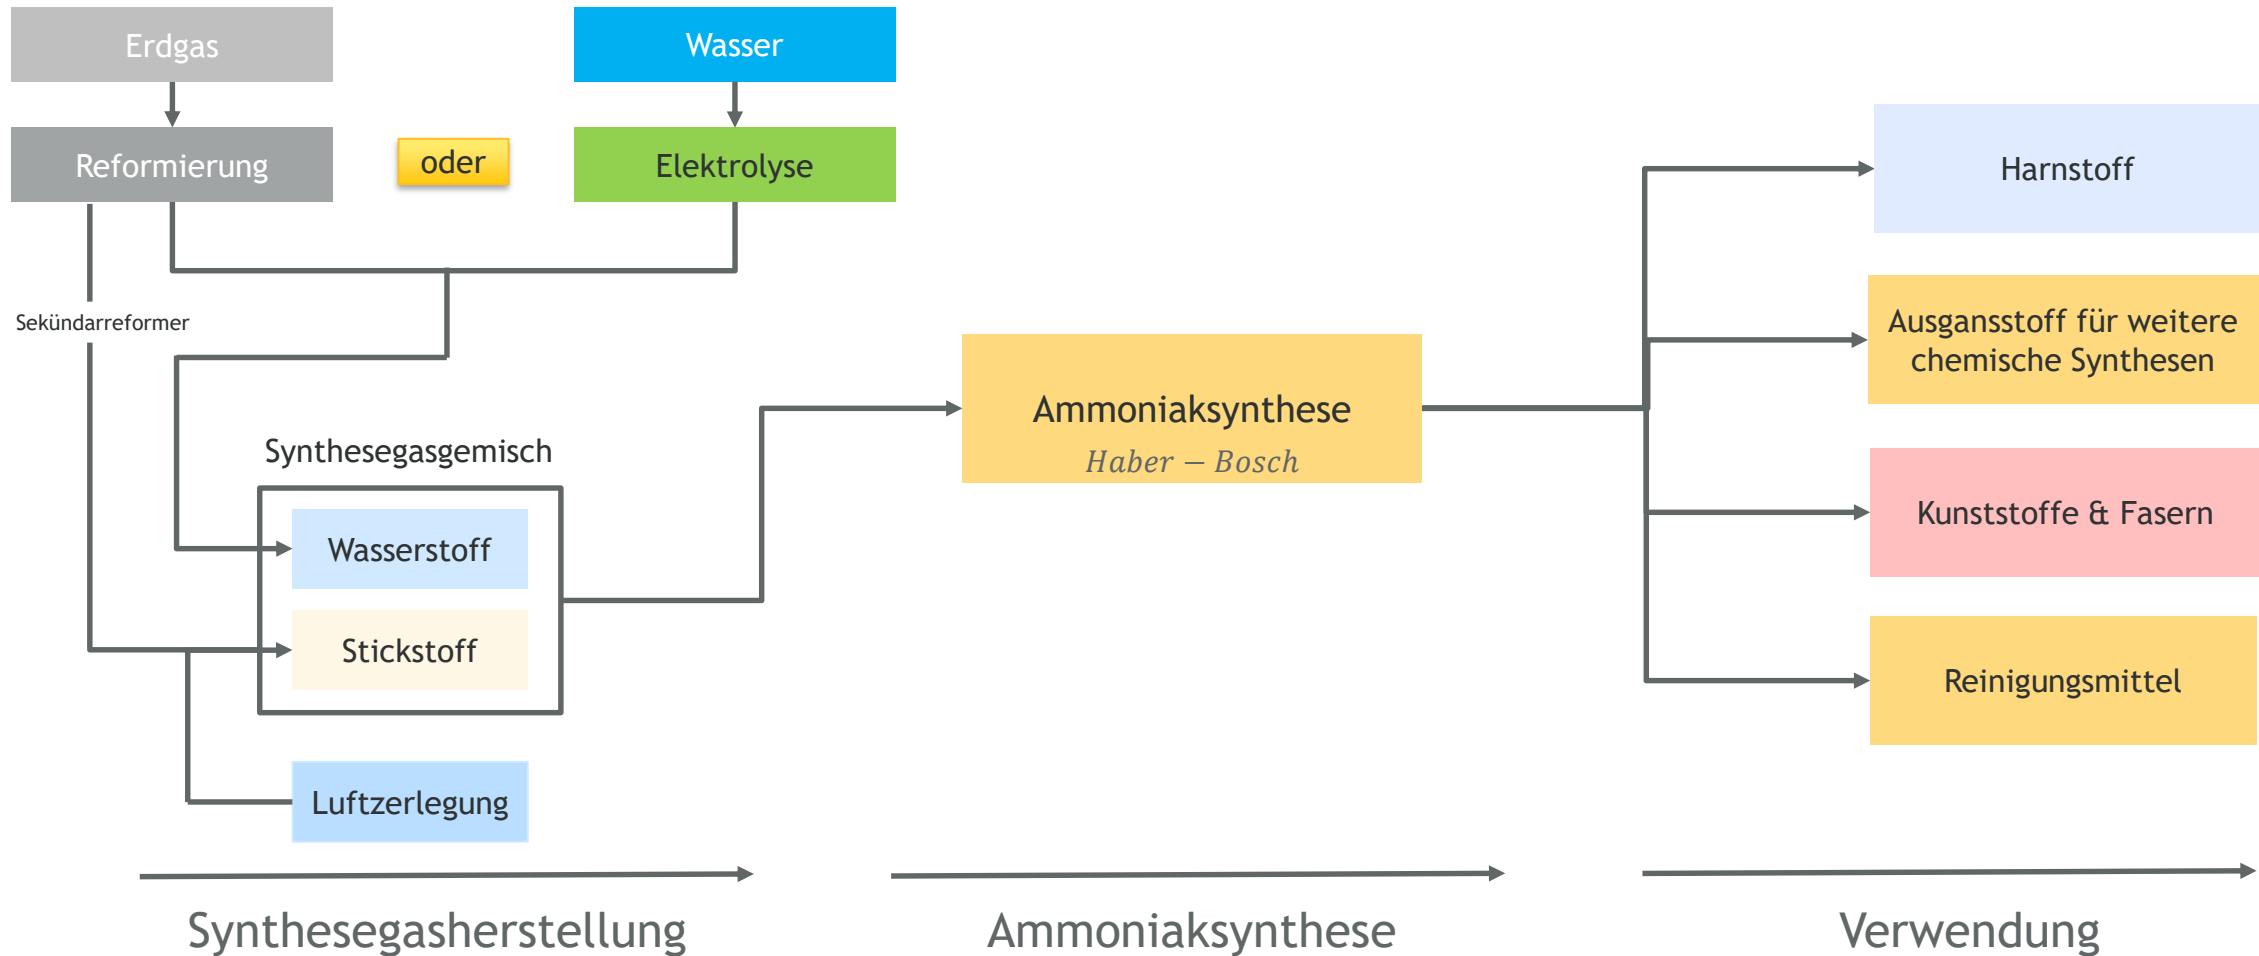 Erdgas
Wasser
Reformierung
oder
Elektrolyse
Sekündarreformer
Synthesegasgemisch
Wasserstoff
Stickstoff
Luftzerlegung
Ammoniaksynthese
Haber – Bosch
Harnstoff
Ausgansstoff für weitere
chemische Synthesen
Kunststoffe & Fasern
Reinigungsmittel
Synthesegasherstellung
Ammoniaksynthese
Verwendung